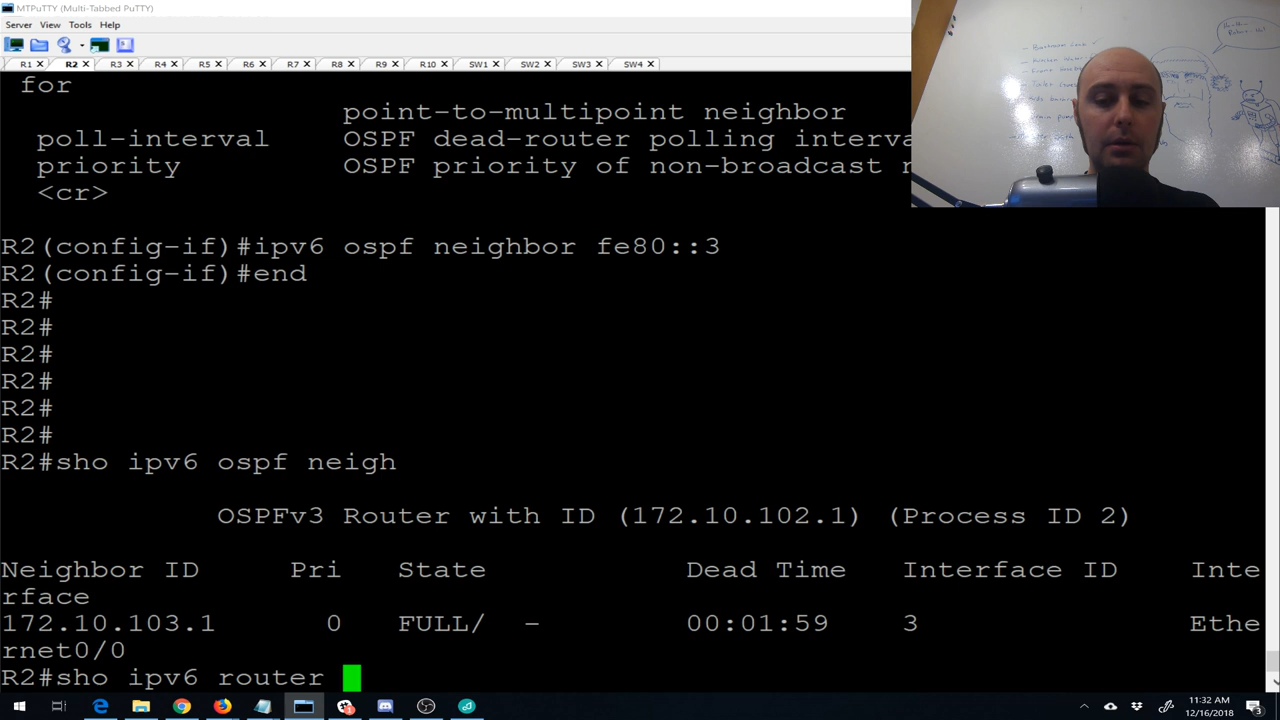 MTPuTTY (Multi-Tabbed PuTTY)
Server View Tools Help
R1 R2 R3 R4 R5 R6 R7 R8 R9 R10 SW1 SW2 SW3 SW4
for
point-to-multipoint neighbor
poll-interval OSPF dead-router polling interva
priority OSPF priority of non-broadcast n
<cr>
R2(config-if)#ipv6 ospf neighbor fe80::3
R2(config-if)#end
R2#
R2#
R2#
R2#
R2#
R2#
R2#sho ipv6 ospf neigh
OSPFv3 Router with ID (172.10.102.1) (Process ID 2)
Neighbor ID Pri State Dead Time Interface ID Inte
rface
172.10.103.1 0 FULL/ - 00:01:59 3 Ethe
rnet0/0
R2#sho ipv6 router
11:32 AM
12/16/2018
3